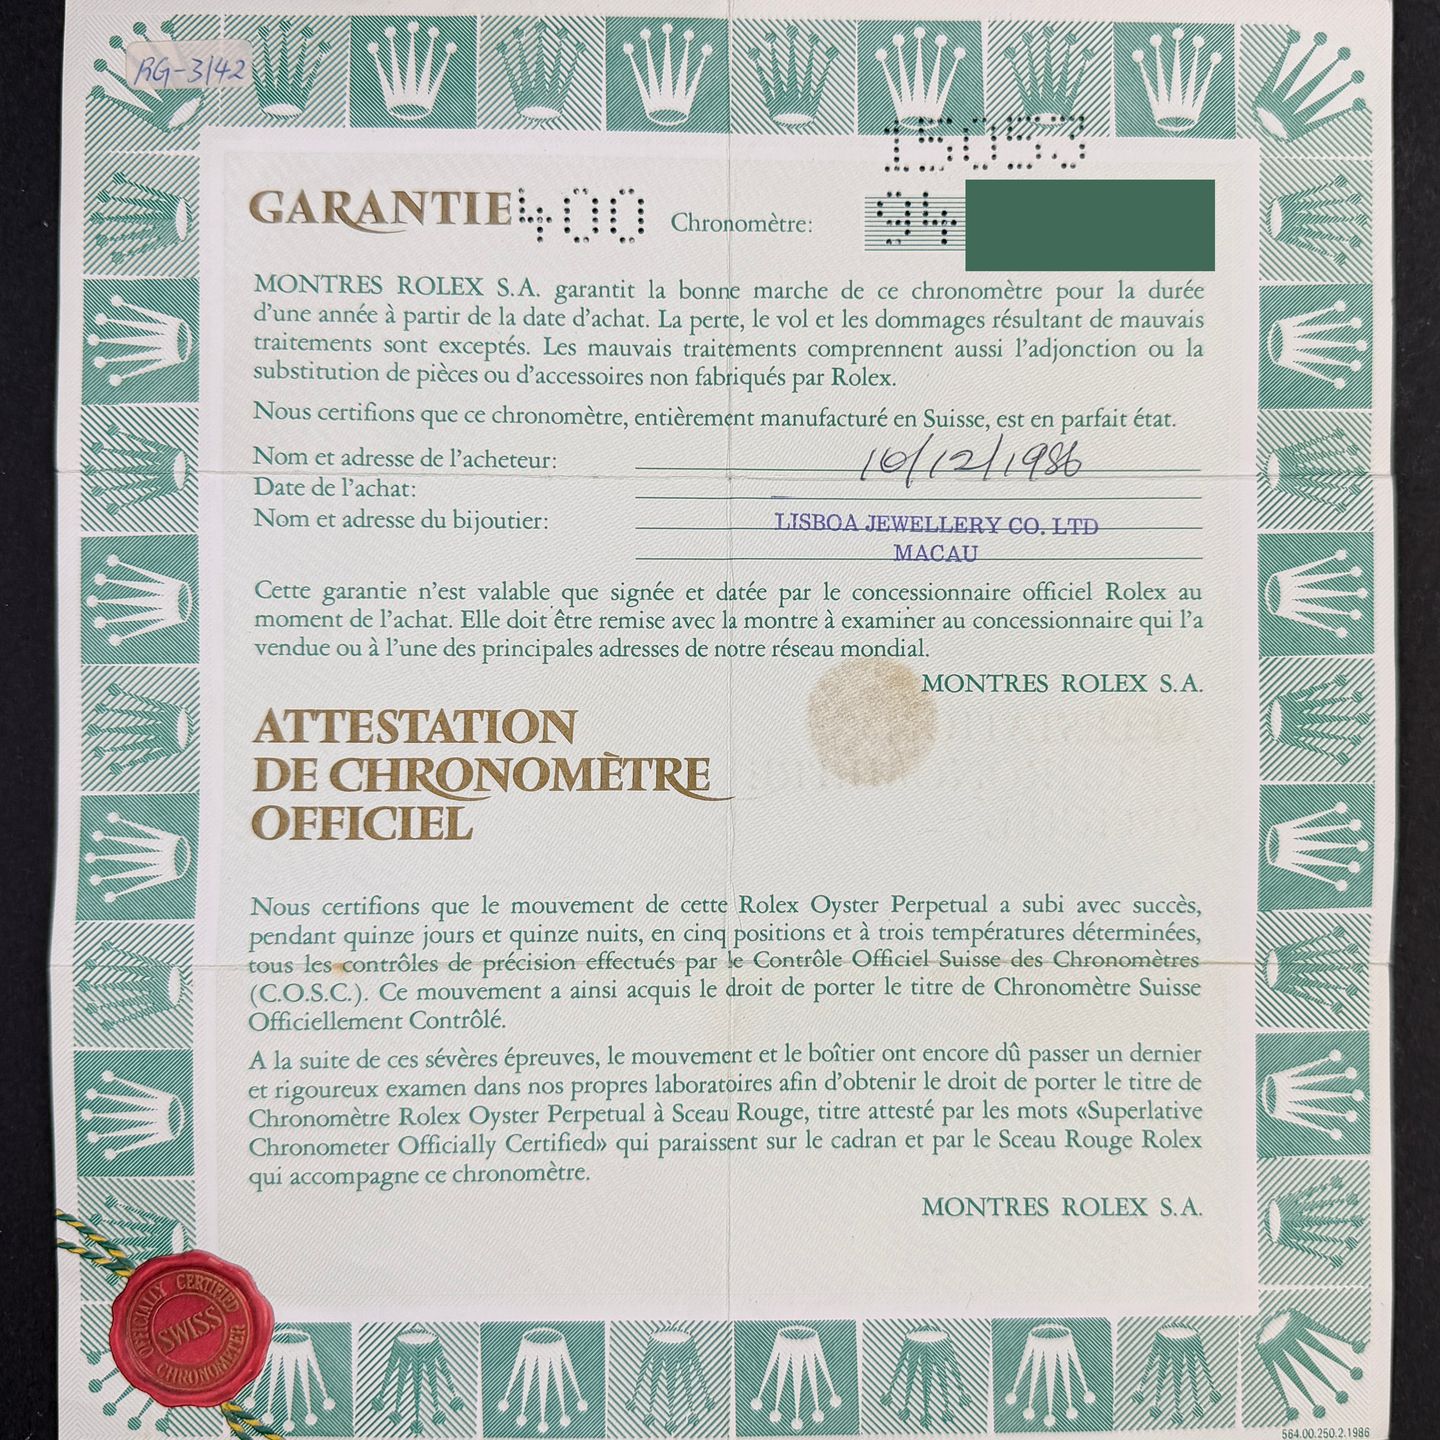 RG-3142
15053
GARANTIE 400 Chronomètre: 94
MONTRES ROLEX S.A. garantit la bonne marche de ce chronomètre pour la durée
d'une année à partir de la date d'achat. La perte, le vol et les dommages résultant de mauvais
traitements sont exceptés. Les mauvais traitements comprennent aussi l'adjonction ou la
substitution de pièces ou d'accessoires non fabriqués par Rolex.
Nous certifions que ce chronomètre, entièrement manufacturé en Suisse, est en parfait état.
Nom et adresse de l'acheteur: 10/12/1986
Date de l'achat:
Nom et adresse du bijoutier: LISBOA JEWELLERY CO. LTD
MACAU
Cette garantie n'est valable que signée et datée par le concessionnaire officiel Rolex au
moment de l'achat. Elle doit être remise avec la montre à examiner au concessionnaire qui l'a
vendue ou à l'une des principales adresses de notre réseau mondial.
MONTRES ROLEX S.A.
ATTESTATION
DE CHRONOMÈTRE
OFFICIEL
Nous certifions que le mouvement de cette Rolex Oyster Perpetual a subi avec succès,
pendant quinze jours et quinze nuits, en cinq positions et à trois températures déterminées,
tous les contrôles de précision effectués par le Contrôle Officiel Suisse des Chronomètres
(C.O.S.C.). Ce mouvement a ainsi acquis le droit de porter le titre de Chronomètre Suisse
Officiellement Contrôlé.
A la suite de ces sévères épreuves, le mouvement et le boîtier ont encore dû passer un dernier
et rigoureux examen dans nos propres laboratoires afin d'obtenir le droit de porter le titre de
Chronomètre Rolex Oyster Perpetual à Sceau Rouge, titre attesté par les mots «Superlative
Chronometer Officially Certified» qui paraissent sur le cadran et par le Sceau Rouge Rolex
qui accompagne ce chronomètre.
MONTRES ROLEX S.A.
OFFICIALLY CERTIFIED
SWISS
CHRONOMETER
564.00.250.2.1986